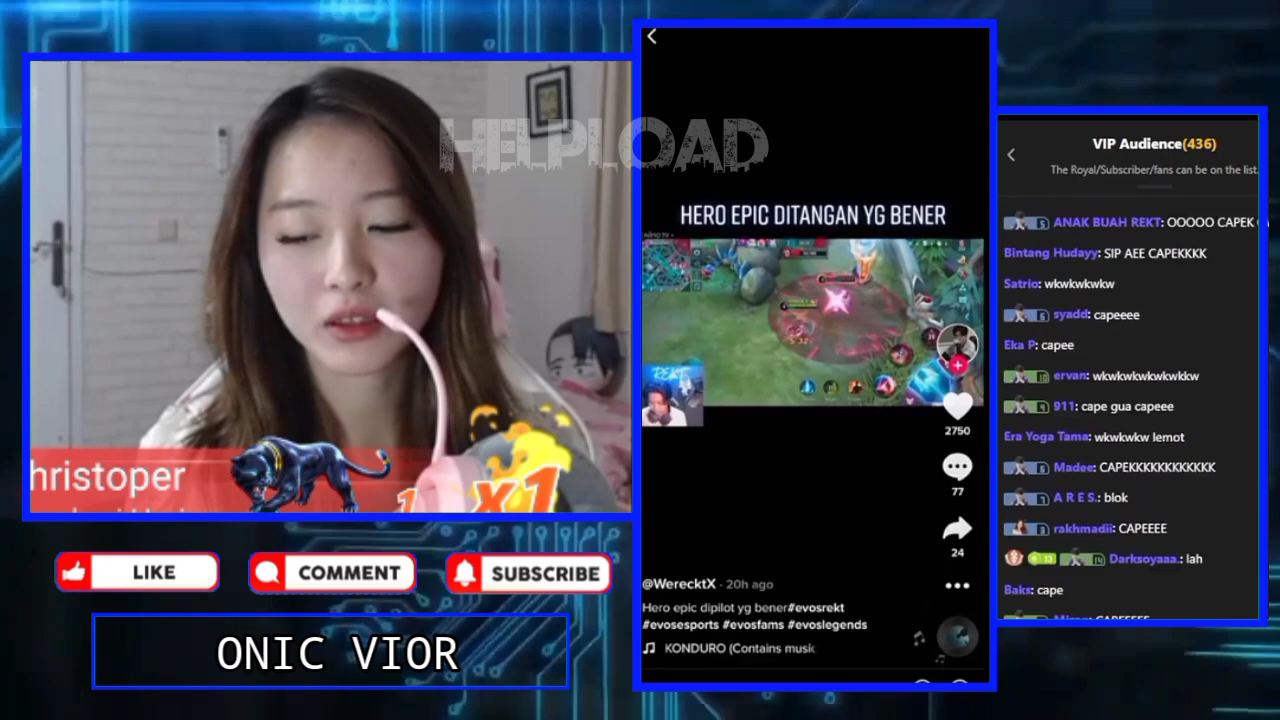 HELPLOAD
hristoper
x1
LIKE
COMMENT
SUBSCRIBE
ONIC VIOR
HERO EPIC DITANGAN YG BENER
REKT
2750
77
24
@WerecktX · 20h ago
Hero epic dipilot yg bener#evosrekt
#evosesports #evosfams #evoslegends
KONDURO (Contains music
VIP Audience(436)
The Royal/Subscriber/fans can be on the list.
ANAK BUAH REKT: OOOOO CAPEK
Bintang Hudayy: SIP AEE CAPEKKKK
Satrio: wkwkwkwkw
syadd: capeeee
Eka P: capee
ervan: wkwkwkwkwkwkkw
911: cape gua capeee
Era Yoga Tama: wkwkwkw lemot
Madee: CAPEKKKKKKKKKKKK
A R E S.: blok
rakhmadii: CAPEEEE
13 Darksoyaaa.: lah
Baks: cape